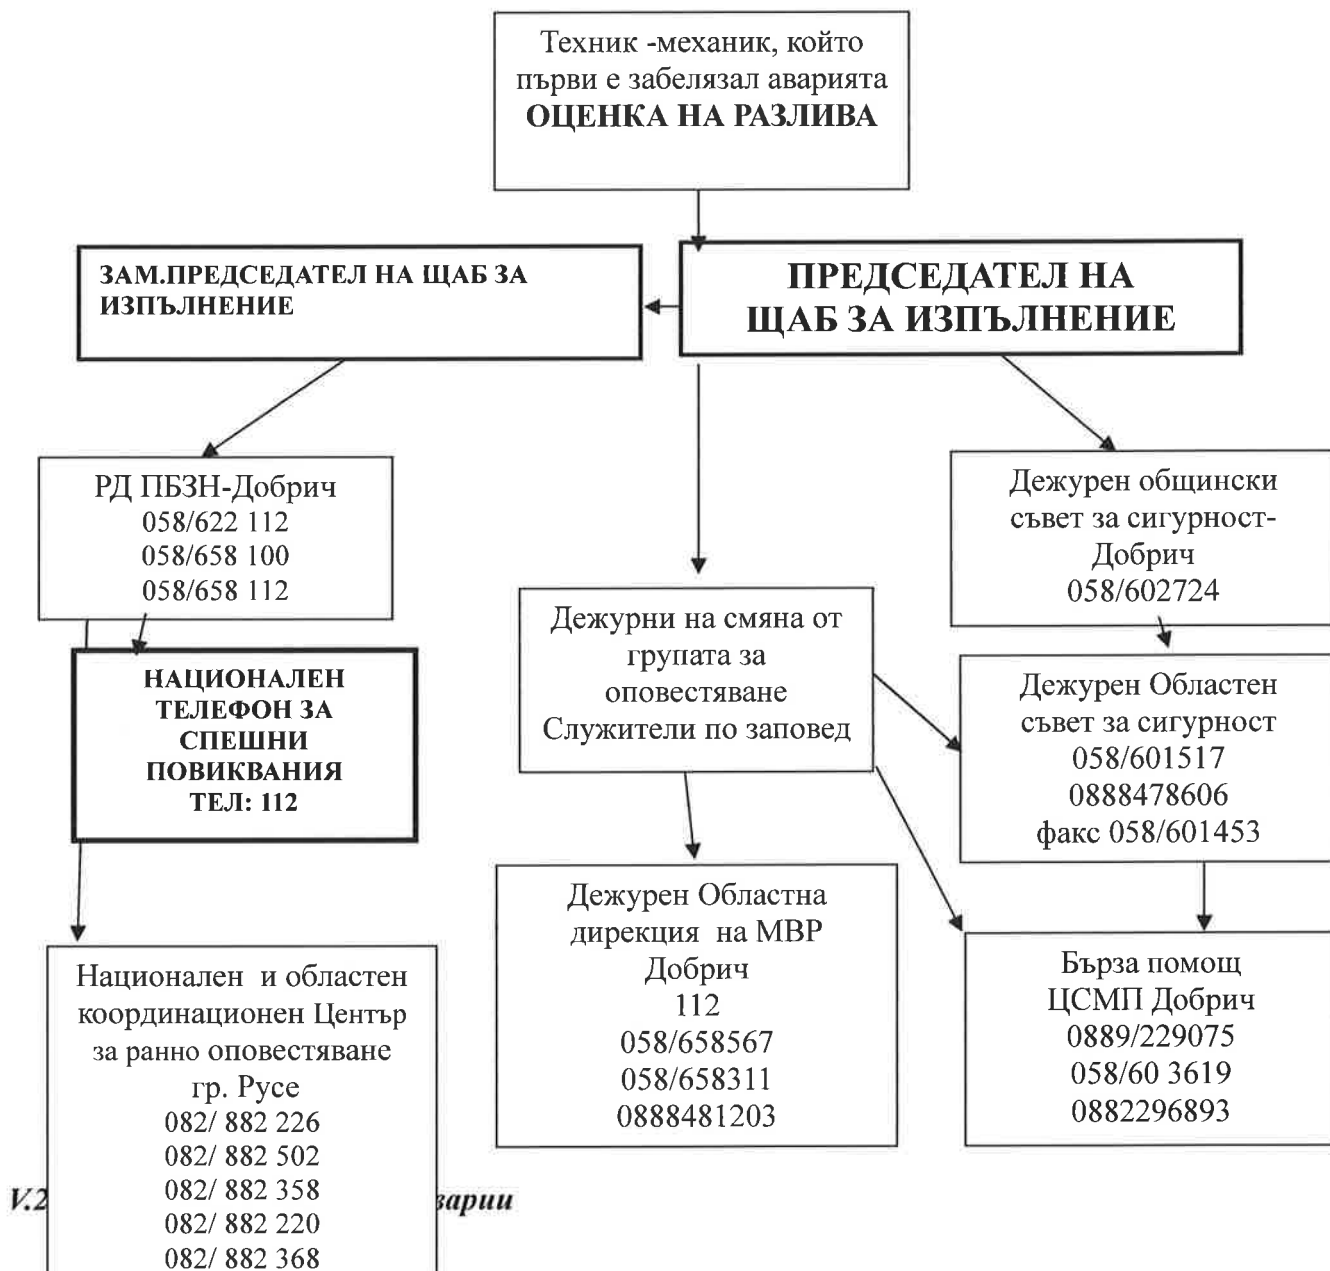 Техник -механик, който
първи е забелязал аварията
ОЦЕНКА НА РАЗЛИВА
ЗАМ.ПРЕДСЕДАТЕЛ НА ЩАБ ЗА
ИЗПЪЛНЕНИЕ
ПРЕДСЕДАТЕЛ НА
ЩАБ ЗА ИЗПЪЛНЕНИЕ
РД ПБЗН-Добрич
058/622 112
058/658 100
058/658 112
Дежурен общински
съвет за сигурност-
Добрич
058/602724
Дежурни на смяна от
групата за
оповестяване
Служители по заповед
НАЦИОНАЛЕН
ТЕЛЕФОН ЗА
СПЕШНИ
ПОВИКВАНИЯ
ТЕЛ: 112
Дежурен Областен
съвет за сигурност
058/601517
0888478606
факс 058/601453
Дежурен Областна
дирекция на МВР
Добрич
112
058/658567
058/658311
0888481203
Бърза помощ
ЦСМП Добрич
0889/229075
058/60 3619
0882296893
Национален и областен
координационен Център
за ранно оповестяване
гр. Русе
082/ 882 226
082/ 882 502
082/ 882 358
082/ 882 220
082/ 882 368
V.2 варии